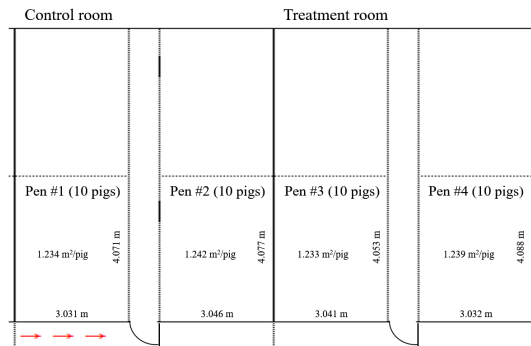 Control room
Treatment room
Pen #1 (10 pigs)
Pen #2 (10 pigs)
Pen #3 (10 pigs)
Pen #4 (10 pigs)
1.234 m²/pig
4.071 m
1.242 m²/pig
4.077 m
1.233 m²/pig
4.053 m
1.239 m²/pig
4.088 m
3.031 m
3.046 m
3.041 m
3.032 m